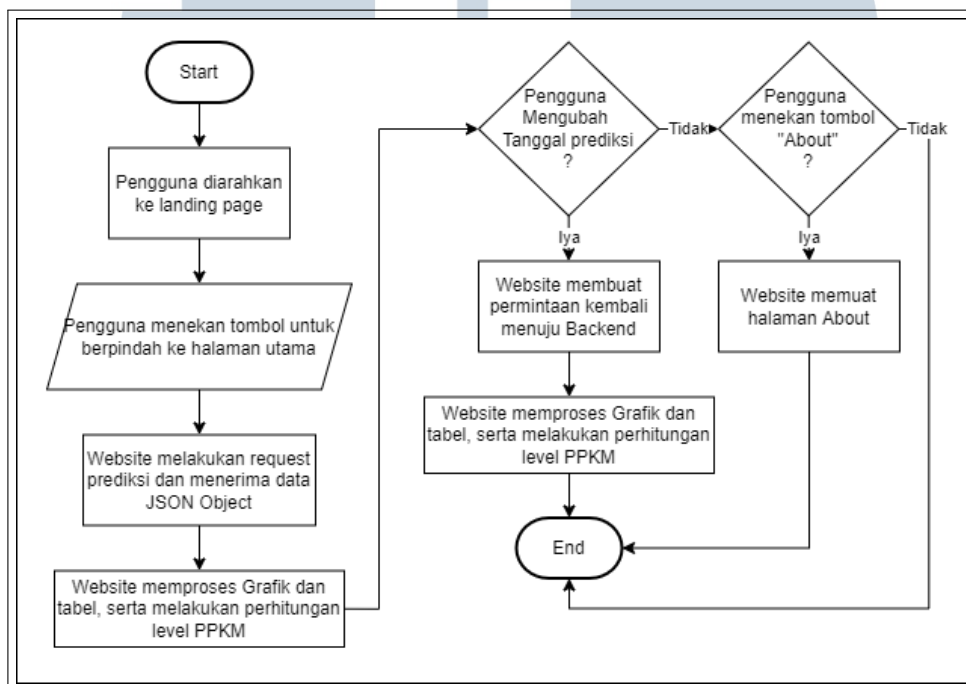 Start
Pengguna diarahkan
ke landing page
Pengguna menekan tombol untuk
berpindah ke halaman utama
Website melakukan request
prediksi dan menerima data
JSON Object
Website memproses Grafik dan
tabel, serta melakukan perhitungan
level PPKM
Pengguna
Mengubah
Tanggal prediksi
?
Tidak
Iya
Website membuat
permintaan kembali
menuju Backend
Website memproses Grafik dan
tabel, serta melakukan perhitungan
level PPKM
Pengguna
menekan tombol
"About"
?
Tidak
Iya
Website memuat
halaman About
End